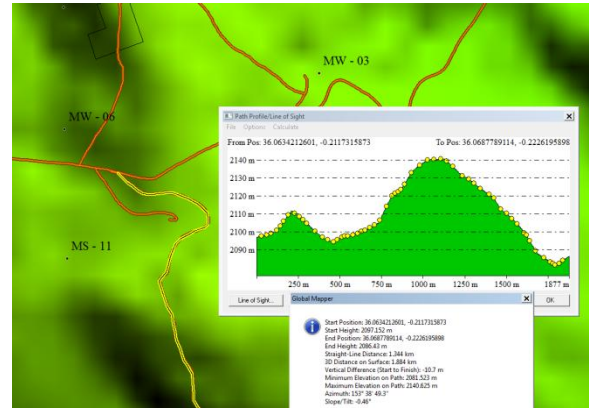 MW - 03
MW - 06
MS - 11
Path Profile/Line of Sight
File Options Calculate
From Pos: 36.0634212601, -0.2117315873 To Pos: 36.0687789114, -0.2226195898
2140 m
2130 m
2120 m
2110 m
2100 m
2090 m
250 m 500 m 750 m 1000 m 1250 m 1500 m 1877 m
Line of Sight... OK
Global Mapper
Start Position: 36.0634212601, -0.2117315873
Start Height: 2097.152 m
End Position: 36.0687789114, -0.2226195898
End Height: 2086.43 m
Straight-Line Distance: 1.344 km
3D Distance on Surface: 1.884 km
Vertical Difference (Start to Finish): -10.7 m
Minimum Elevation on Path: 2081.523 m
Maximum Elevation on Path: 2140.825 m
Azimuth: 153° 38' 49.3"
Slope/Tilt: -0.46°